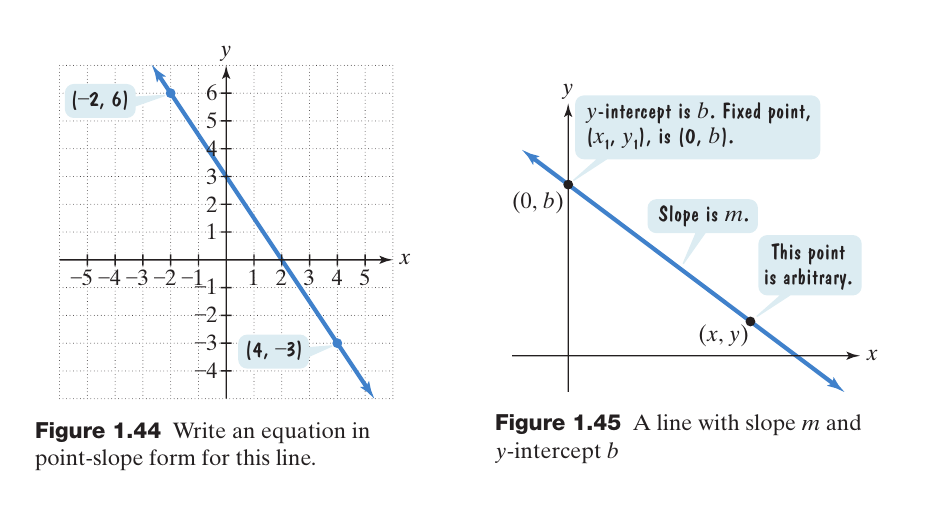 y
(−2, 6)
6
5
4
3
2
1
−5 −4 −3 −2 −1 1 2 3 4 5 x
−1
−2
−3
−4
(4, −3)
Figure 1.44 Write an equation in
point-slope form for this line.
y
y-intercept is b. Fixed point,
(x₁, y₁), is (0, b).
(0, b)
Slope is m.
This point
is arbitrary.
(x, y)
x
Figure 1.45 A line with slope m and
y-intercept b